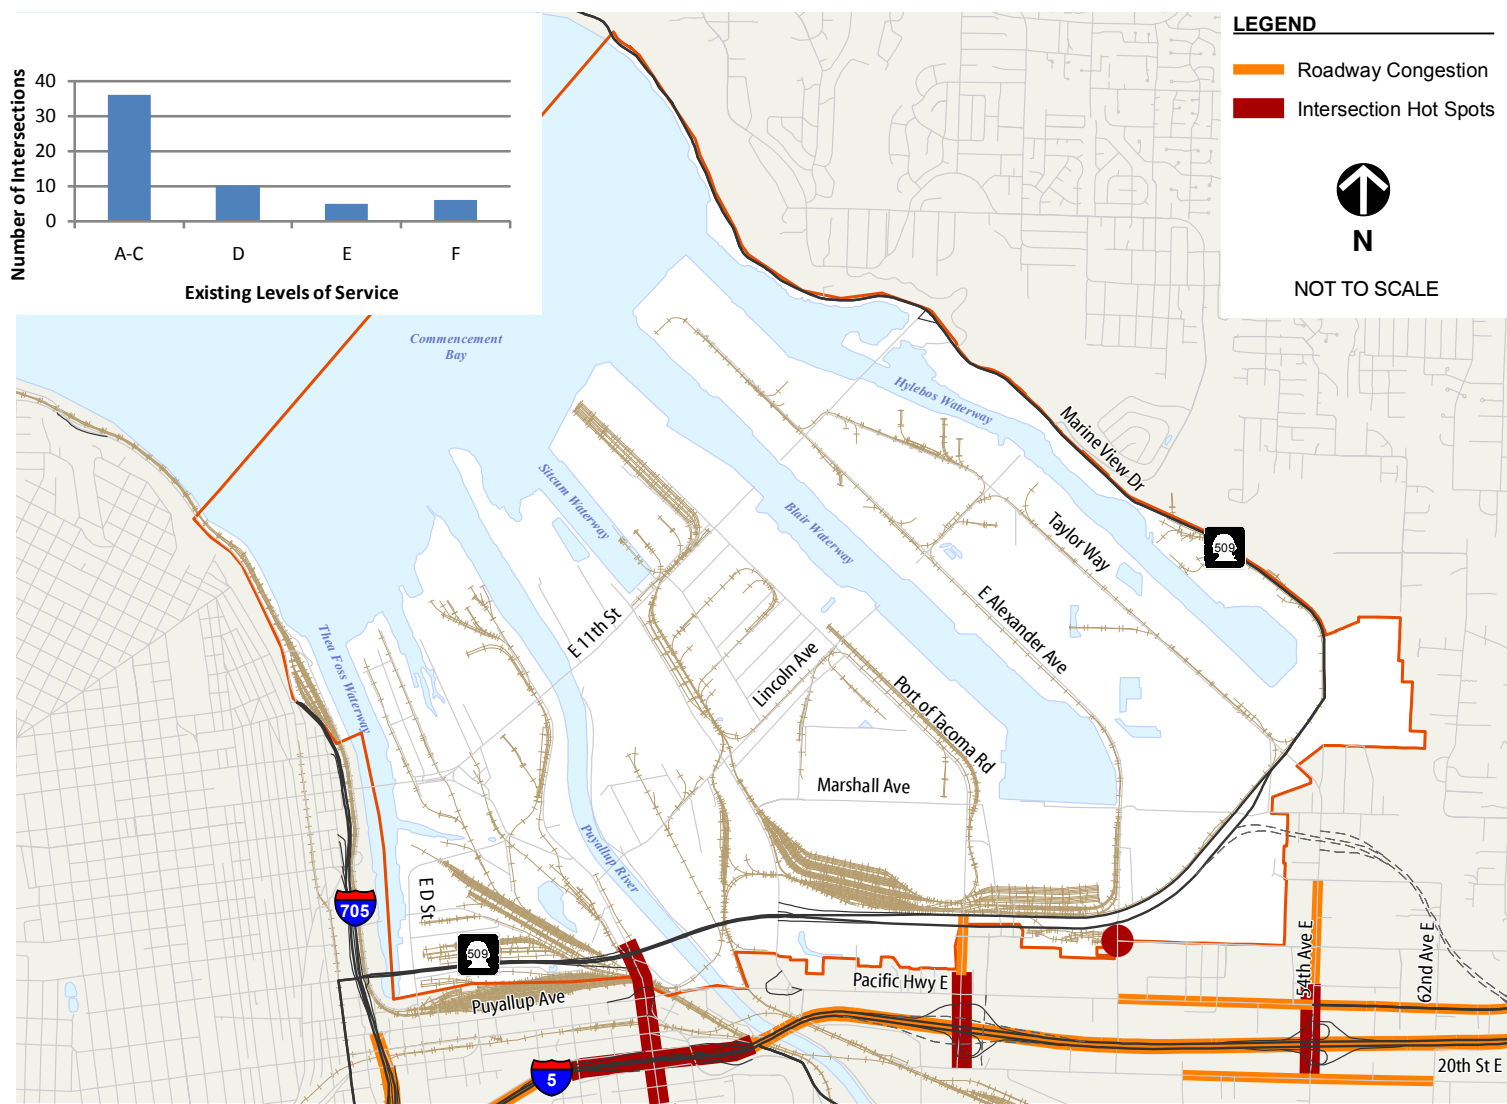 Number of Intersections
40
30
20
10
0
A-C
D
E
F
Existing Levels of Service
LEGEND
Roadway Congestion
Intersection Hot Spots
N
NOT TO SCALE
Commencement
Bay
Hylebos Waterway
Marine View Dr
Sitcum Waterway
Blair Waterway
Taylor Way
509
E Alexander Ave
E 11th St
Thea Foss Waterway
Lincoln Ave
Port of Tacoma Rd
Marshall Ave
Puyallup River
E D St
705
509
54th Ave E
62nd Ave E
Pacific Hwy E
Puyallup Ave
5
20th St E